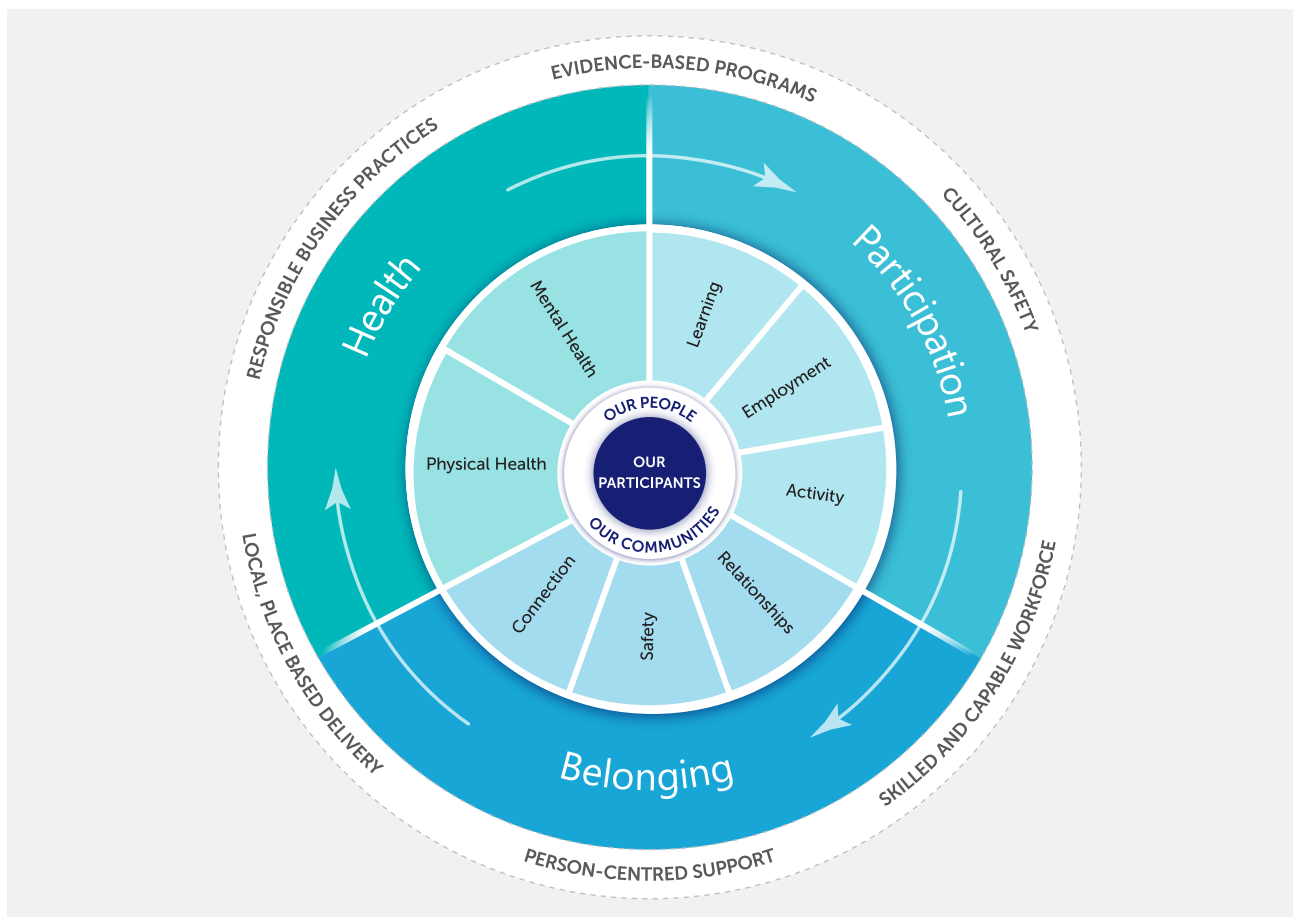 EVIDENCE-BASED PROGRAMS
CULTURAL SAFETY
SKILLED AND CAPABLE WORKFORCE
PERSON-CENTRED SUPPORT
LOCAL, PLACE BASED DELIVERY
RESPONSIBLE BUSINESS PRACTICES
Health
Participation
Belonging
Mental Health
Physical Health
Learning
Employment
Activity
Relationships
Safety
Connection
OUR PEOPLE
OUR
PARTICIPANTS
OUR COMMUNITIES